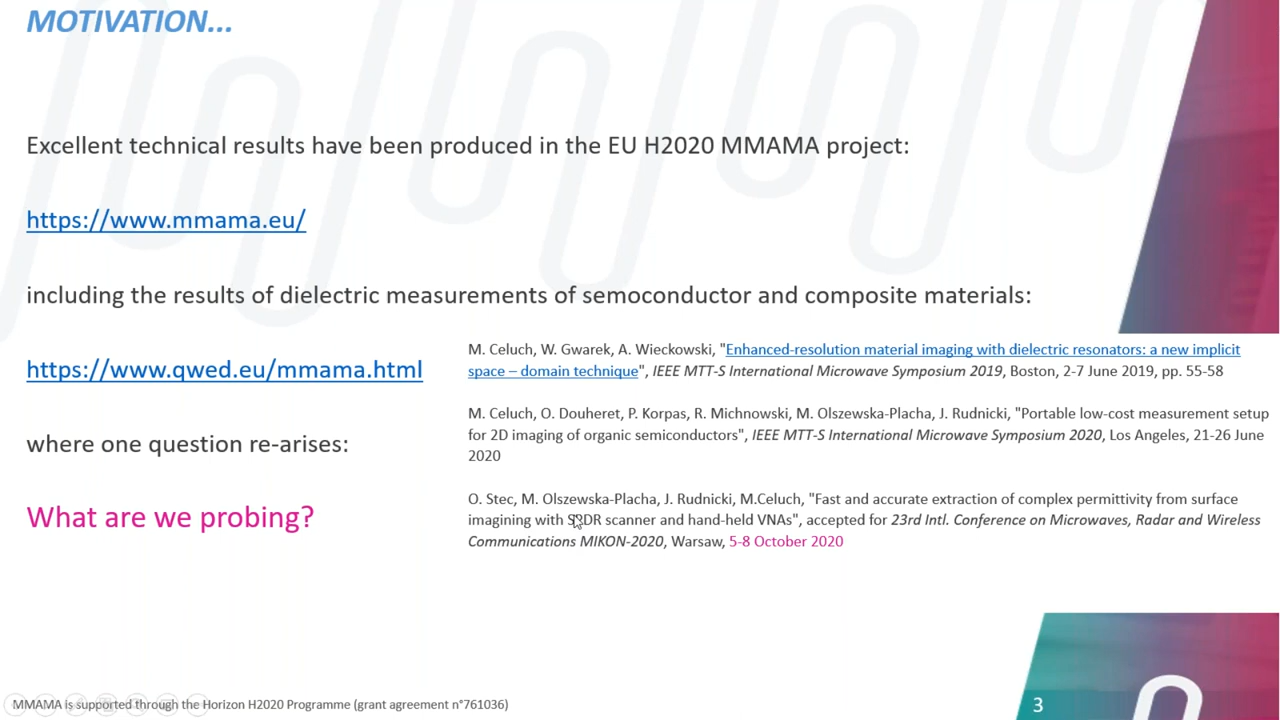 MOTIVATION...
Excellent technical results have been produced in the EU H2020 MMAMA project:
https://www.mmama.eu/
including the results of dielectric measurements of semoconductor and composite materials:
https://www.qwed.eu/mmama.html
where one question re-arises:
What are we probing?
M. Celuch, W. Gwarek, A. Wieckowski, "Enhanced-resolution material imaging with dielectric resonators: a new implicit
space – domain technique", IEEE MTT-S International Microwave Symposium 2019, Boston, 2-7 June 2019, pp. 55-58
M. Celuch, O. Douheret, P. Korpas, R. Michnowski, M. Olszewska-Placha, J. Rudnicki, "Portable low-cost measurement setup
for 2D imaging of organic semiconductors", IEEE MTT-S International Microwave Symposium 2020, Los Angeles, 21-26 June
2020
O. Stec, M. Olszewska-Placha, J. Rudnicki, M.Celuch, "Fast and accurate extraction of complex permittivity from surface
imagining with scanner and hand-held VNAs", accepted for 23rd Intl. Conference on Microwaves, Radar and Wireless
Communications MIKON-2020, Warsaw, 5-8 October 2020
MMAMA is supported through the Horizon H2020 Programme (grant agreement n°761036)
3